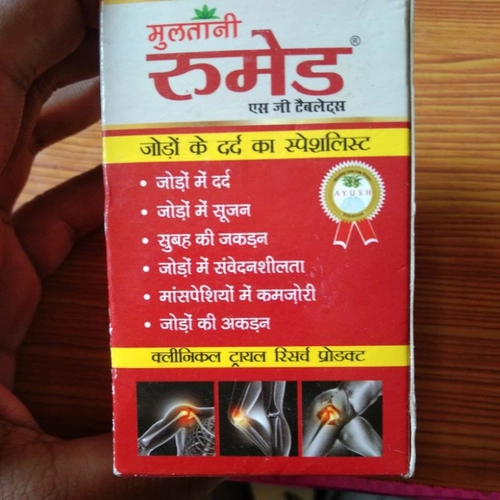 मुलतानी
रुमेड®
एस जी टैबलेट्स
जोड़ों के दर्द का स्पेशलिस्ट
• जोड़ों में दर्द
• जोड़ों में सूजन
• सुबह की जकड़न
• जोड़ों में संवेदनशीलता
• मांसपेशियों में कमजो़री
• जोड़ों की अकड़न
AYUSH
क्लीनिकल ट्रायल रिसर्च प्रोडक्ट